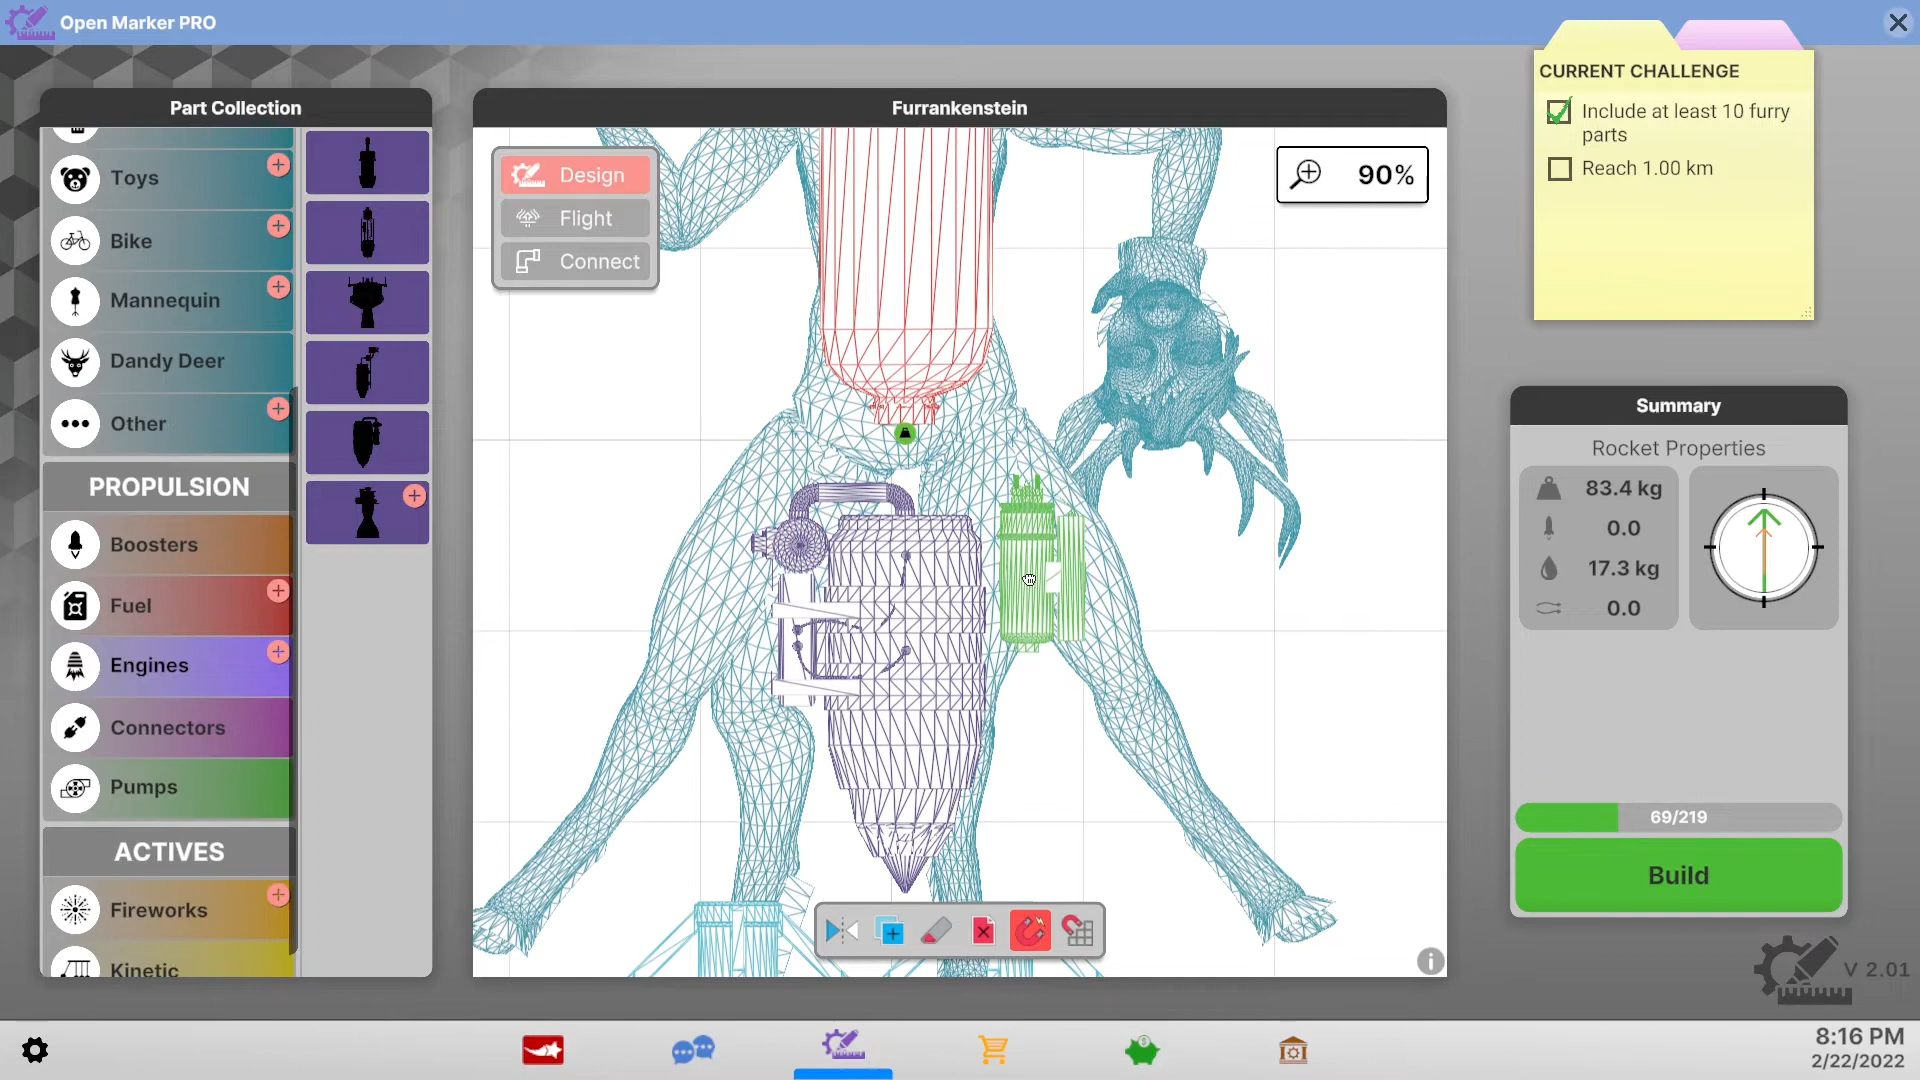 Open Marker PRO
CURRENT CHALLENGE
Include at least 10 furry
parts
Reach 1.00 km
Part Collection
Toys
Bike
Mannequin
Dandy Deer
Other
PROPULSION
Boosters
Fuel
Engines
Connectors
Pumps
ACTIVES
Fireworks
Kinetic
Furrankenstein
Design
Flight
Connect
90%
Summary
Rocket Properties
83.4 kg
0.0
17.3 kg
0.0
69/219
Build
V 2.01
8:16 PM
2/22/2022